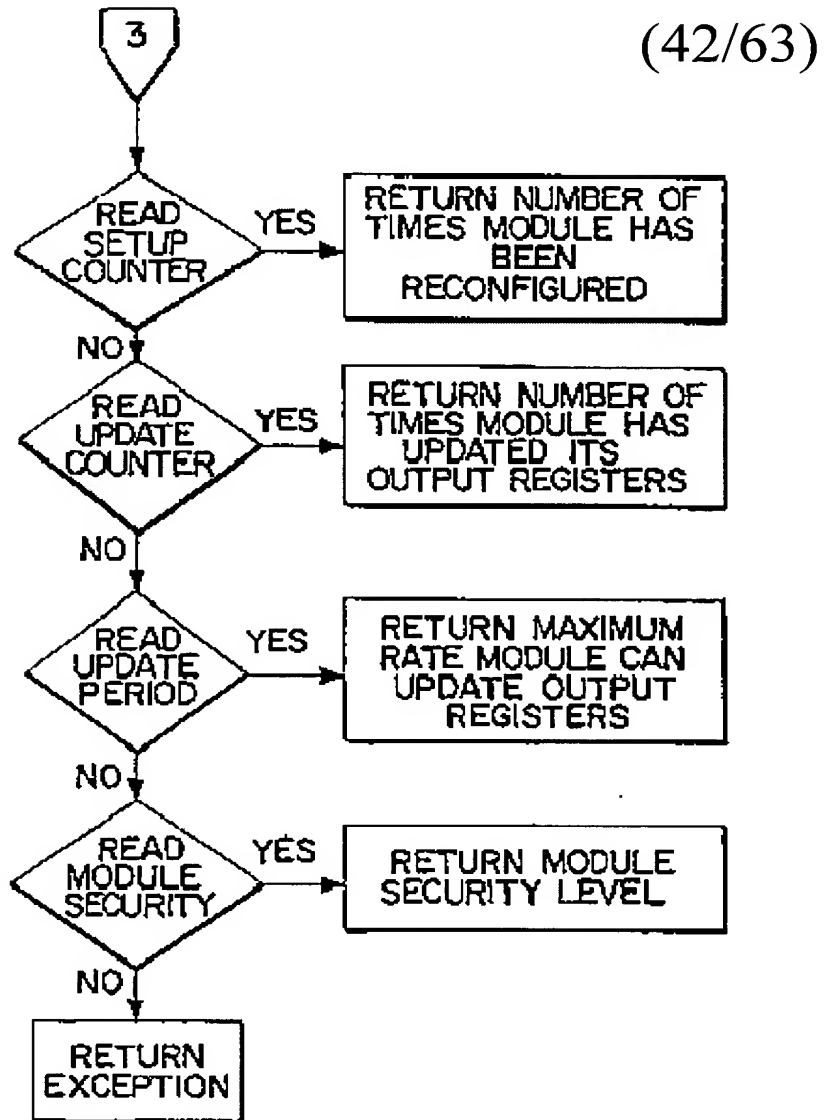 3
(42/63)
READ
SETUP
COUNTER
YES
RETURN NUMBER OF
TIMES MODULE HAS
BEEN
RECONFIGURED
NO
READ
UPDATE
COUNTER
YES
RETURN NUMBER OF
TIMES MODULE HAS
UPDATED ITS
OUTPUT REGISTERS
NO
READ
UPDATE
PERIOD
YES
RETURN MAXIMUM
RATE MODULE CAN
UPDATE OUTPUT
REGISTERS
NO
READ
MODULE
SECURITY
YES
RETURN MODULE
SECURITY LEVEL
NO
RETURN
EXCEPTION